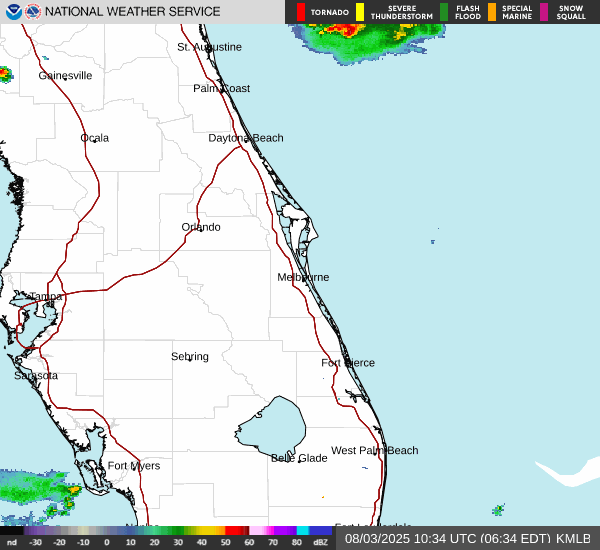 NATIONAL WEATHER SERVICE
TORNADO
SEVERE
THUNDERSTORM
FLASH
FLOOD
SPECIAL
MARINE
SNOW
SQUALL
St. Augustine
Gainesville
Palm Coast
Ocala
Daytona Beach
Orlando
Melbourne
Tampa
Sebring
Fort Pierce
Sarasota
West Palm Beach
Belle Glade
Fort Myers
nd -30 -20 -10 0 10 20 30 40 50 60 70 80 dBZ
08/03/2025 10:34 UTC (06:34 EDT) KMLB